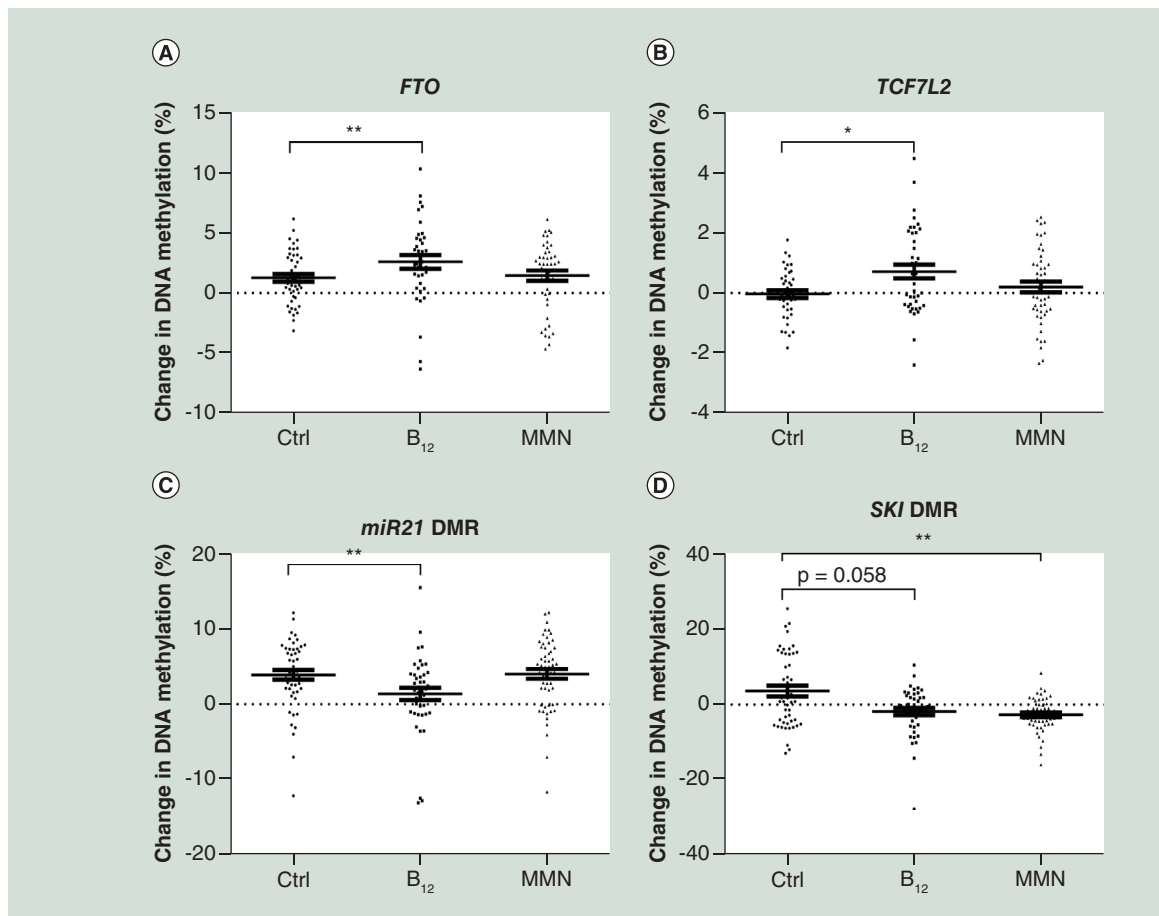 A
FTO
Change in DNA methylation (%)
15
10
5
0
-5
-10
**
Ctrl
B₁₂
MMN
B
TCF7L2
Change in DNA methylation (%)
6
4
2
0
-2
-4
*
Ctrl
B₁₂
MMN
C
miR21 DMR
Change in DNA methylation (%)
20
10
0
-10
-20
**
Ctrl
B₁₂
MMN
D
SKI DMR
Change in DNA methylation (%)
40
20
0
-20
-40
**
p = 0.058
Ctrl
B₁₂
MMN